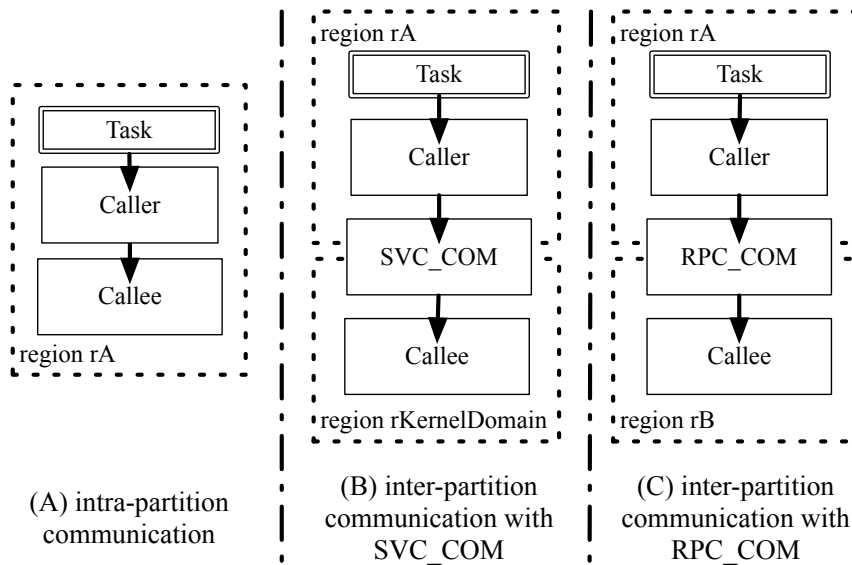 Task
Caller
Callee
region rA
(A) intra-partition
communication
region rA
Task
Caller
SVC_COM
Callee
region rKernelDomain
(B) inter-partition
communication with
SVC_COM
region rA
Task
Caller
RPC_COM
Callee
region rB
(C) inter-partition
communication with
RPC_COM